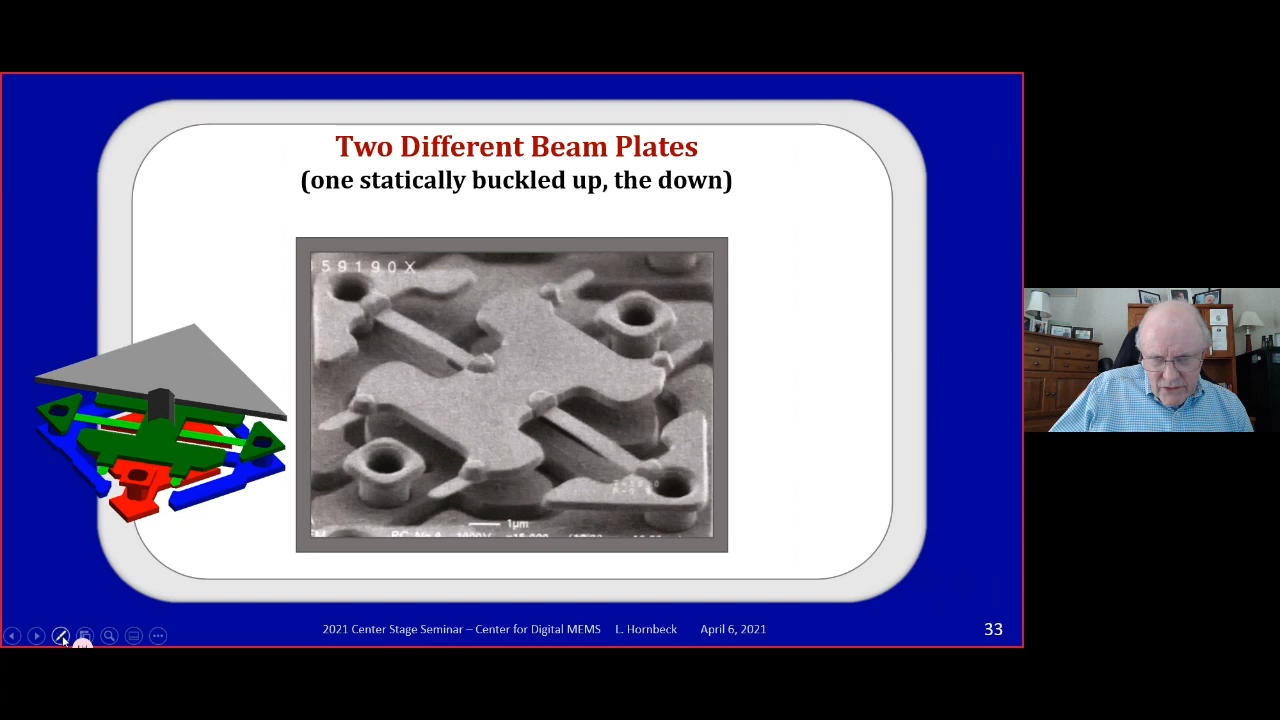 Two Different Beam Plates
(one statically buckled up, the down)
59190X
1μm
2021 Center Stage Seminar – Center for Digital MEMS L. Hornbeck April 6, 2021
33